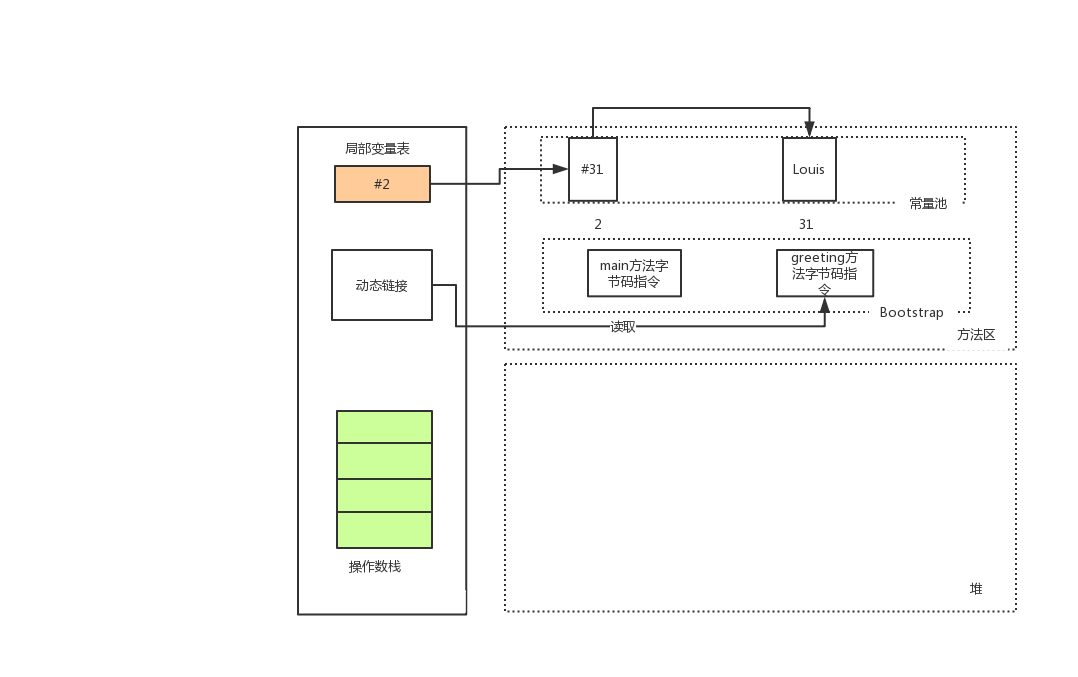 局部变量表
#2
动态链接
操作数栈
#31
Louis
常量池
2
31
main方法字
节码指令
greeting方
法字节码指
令
Bootstrap
读取
方法区
堆